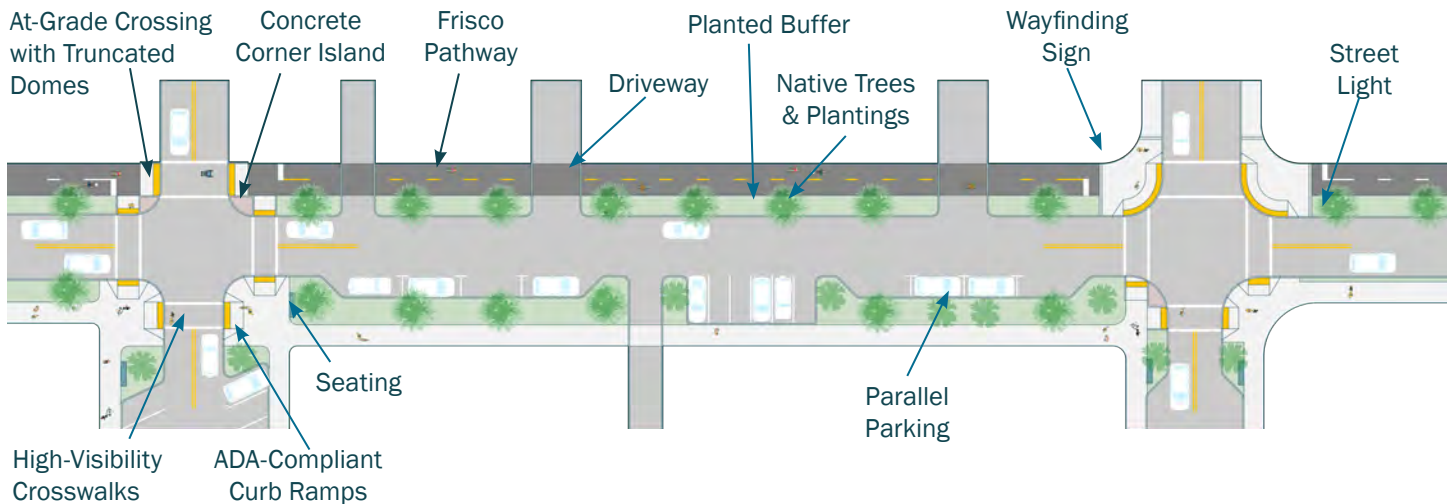 At-Grade Crossing
with Truncated
Domes
Concrete
Corner Island
Frisco
Pathway
Driveway
Planted Buffer
Native Trees
& Plantings
Wayfinding
Sign
Street
Light
Seating
Parallel
Parking
High-Visibility
Crosswalks
ADA-Compliant
Curb Ramps